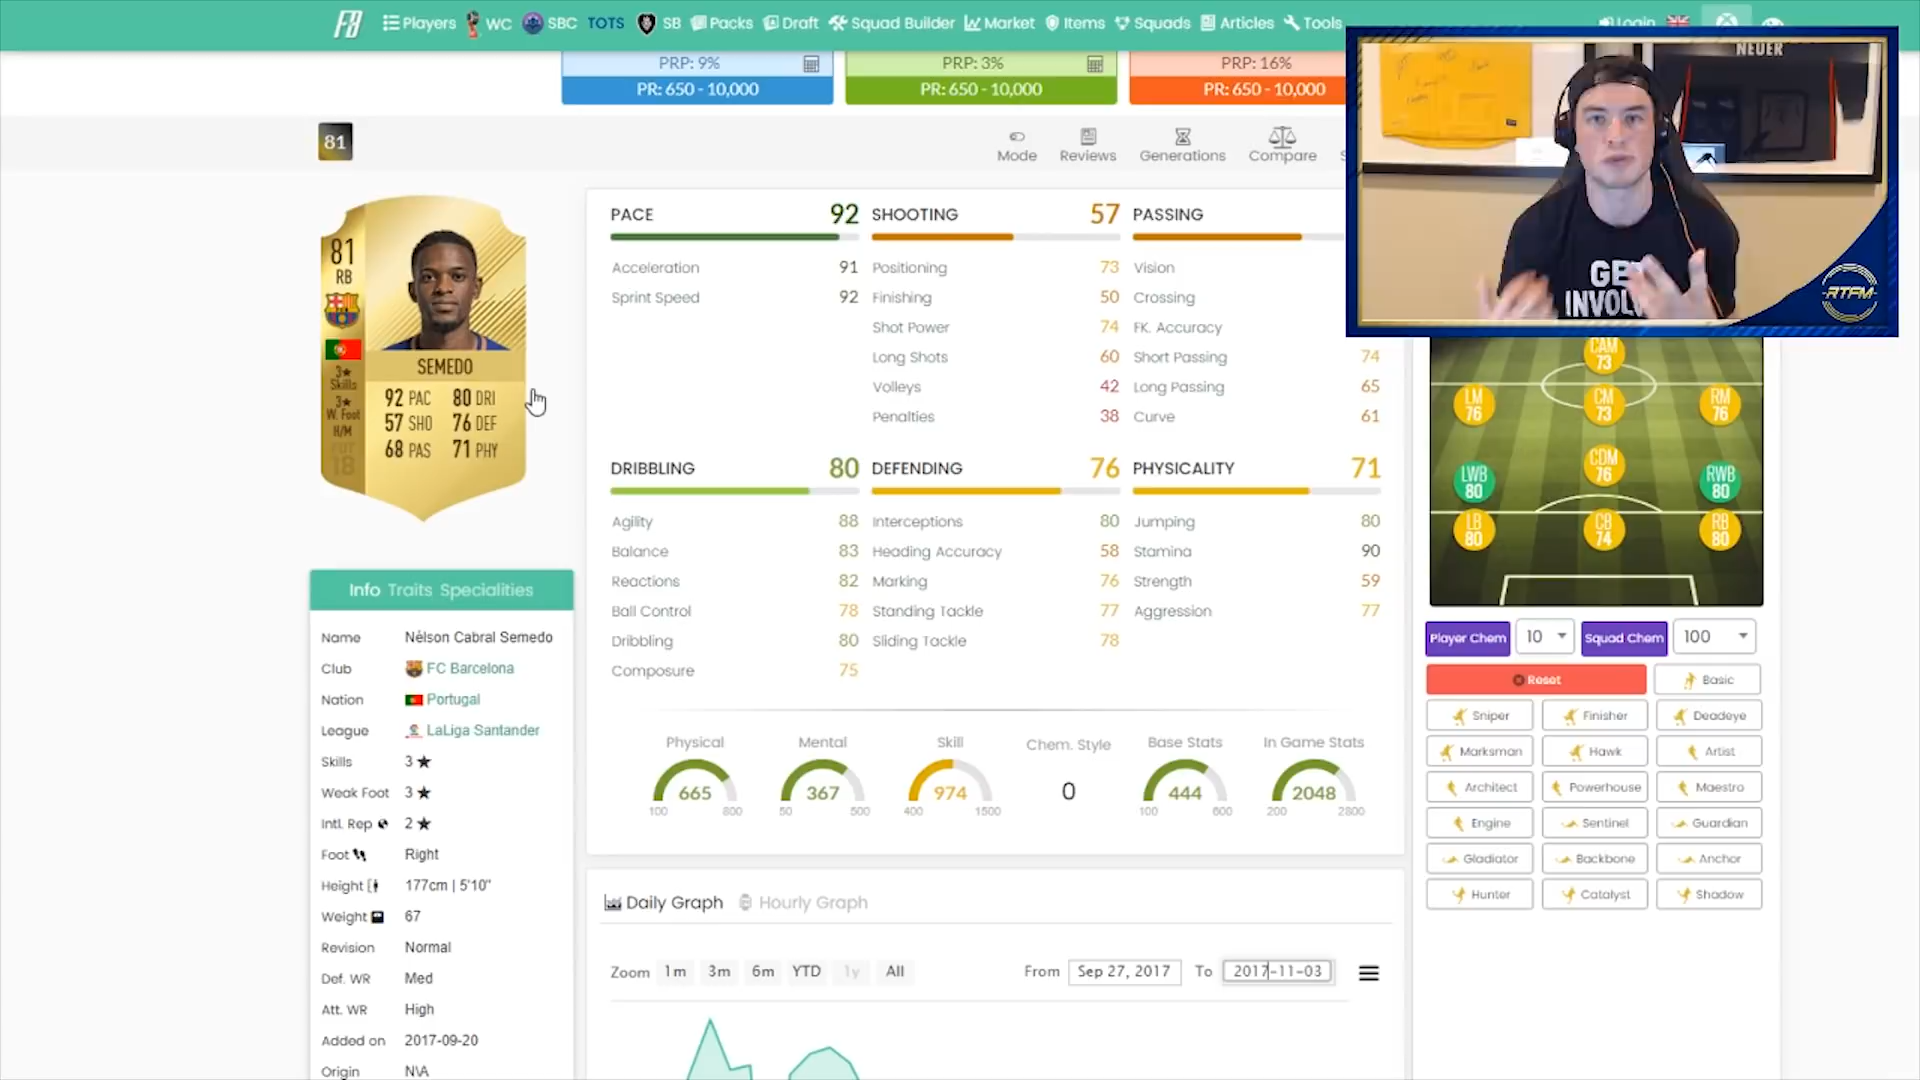 FB Players WC SBC TOTS SB Packs Draft Squad Builder Market Items Squads Articles Tools Login
PRP: 9% PRP: 3% PRP: 16%
PR: 650 - 10,000 PR: 650 - 10,000 PR: 650 - 10,000
81
Mode Reviews Generations Compare
NEUER
GET
INVOL
RTFM
81
RB
3★
Skills
3★
W. Foot
H/M
FUT
18
SEMEDO
92 PAC 80 DRI
57 SHO 76 DEF
68 PAS 71 PHY
PACE 92 SHOOTING 57 PASSING
Acceleration 91 Positioning 73 Vision
Sprint Speed 92 Finishing 50 Crossing
Shot Power 74 FK. Accuracy
Long Shots 60 Short Passing 74
Volleys 42 Long Passing 65
Penalties 38 Curve 61
DRIBBLING 80 DEFENDING 76 PHYSICALITY 71
Agility 88 Interceptions 80 Jumping 80
Balance 83 Heading Accuracy 58 Stamina 90
Reactions 82 Marking 76 Strength 59
Ball Control 78 Standing Tackle 77 Aggression 77
Dribbling 80 Sliding Tackle 78
Composure 75
Physical Mental Skill Chem. Style Base Stats In Game Stats
665 367 974 0 444 2048
100 800 50 500 400 1500 100 600 200 2800
Info Traits Specialities
Name Nélson Cabral Semedo
Club FC Barcelona
Nation Portugal
League LaLiga Santander
Skills 3 ★
Weak Foot 3 ★
Intl. Rep 2 ★
Foot Right
Height 177cm | 5'10"
Weight 67
Revision Normal
Def. WR Med
Att. WR High
Added on 2017-09-20
Origin N\A
Daily Graph Hourly Graph
Zoom 1m 3m 6m YTD 1y All From Sep 27, 2017 To 2017-11-03
CAM
73
LM
76
CM
73
RM
76
CDM
76
LWB
80
RWB
80
LB
80
CB
74
RB
80
Player Chem 10 Squad Chem 100
Reset Basic
Sniper Finisher Deadeye
Marksman Hawk Artist
Architect Powerhouse Maestro
Engine Sentinel Guardian
Gladiator Backbone Anchor
Hunter Catalyst Shadow